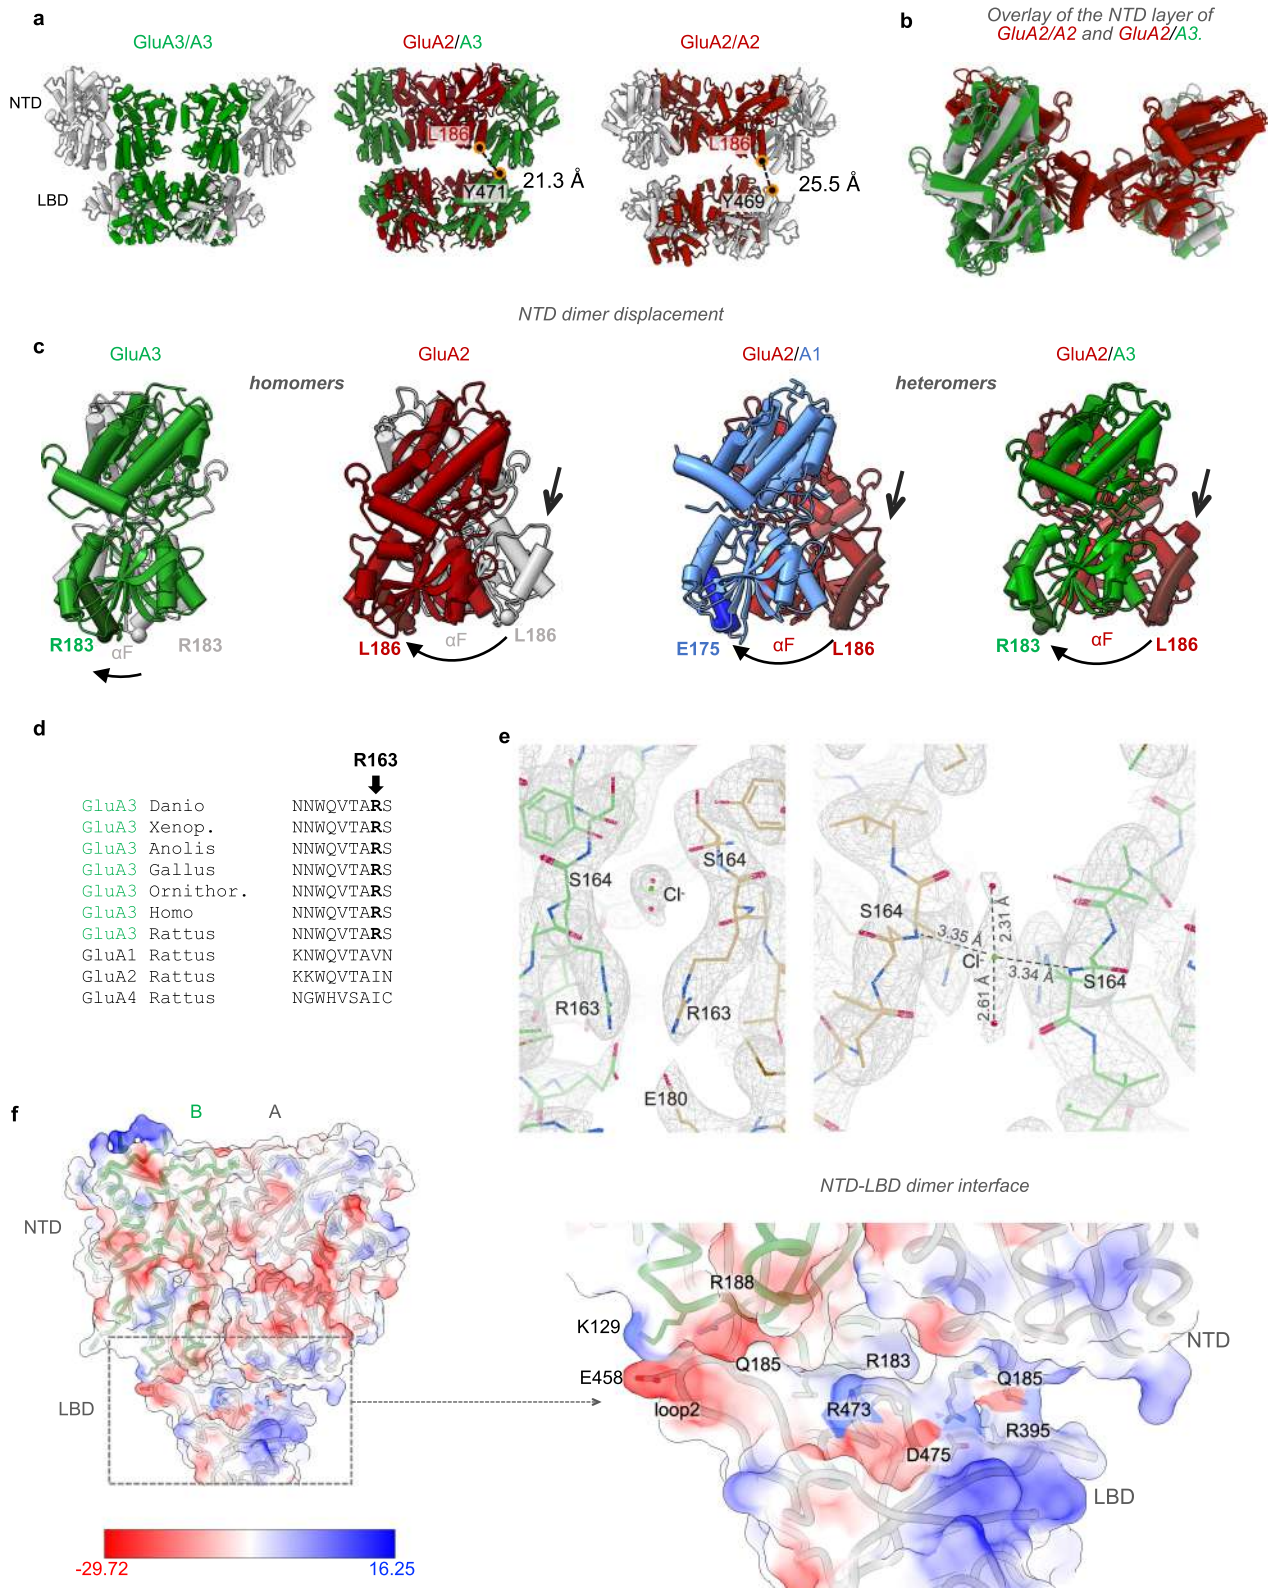 a
GluA3/A3
GluA2/A3
GluA2/A2
NTD
LBD
L186
Y471
21.3 Å
L186
Y469
25.5 Å
b
Overlay of the NTD layer of
GluA2/A2 and GluA2/A3.
NTD dimer displacement
c
GluA3
GluA2
GluA2/A1
GluA2/A3
homomers
heteromers
R183
αF
R183
L186
αF
L186
E175
αF
L186
R183
αF
L186
d
R163
GluA3 Danio NNWQVTARS
GluA3 Xenop. NNWQVTARS
GluA3 Anolis NNWQVTARS
GluA3 Gallus NNWQVTARS
GluA3 Ornithor. NNWQVTARS
GluA3 Homo NNWQVTARS
GluA3 Rattus NNWQVTARS
GluA1 Rattus KNWQVTAVN
GluA2 Rattus KKWQVTAIN
GluA4 Rattus NGWHVSAIC
e
S164
S164
Cl-
R163
R163
E180
S164
3.35 Å
2.31 Å
Cl-
3.34 Å
S164
2.61 Å
f
B
A
NTD
LBD
-29.72
16.25
NTD-LBD dimer interface
R188
K129
NTD
E458
Q185
R183
Q185
loop2
R473
R395
D475
LBD